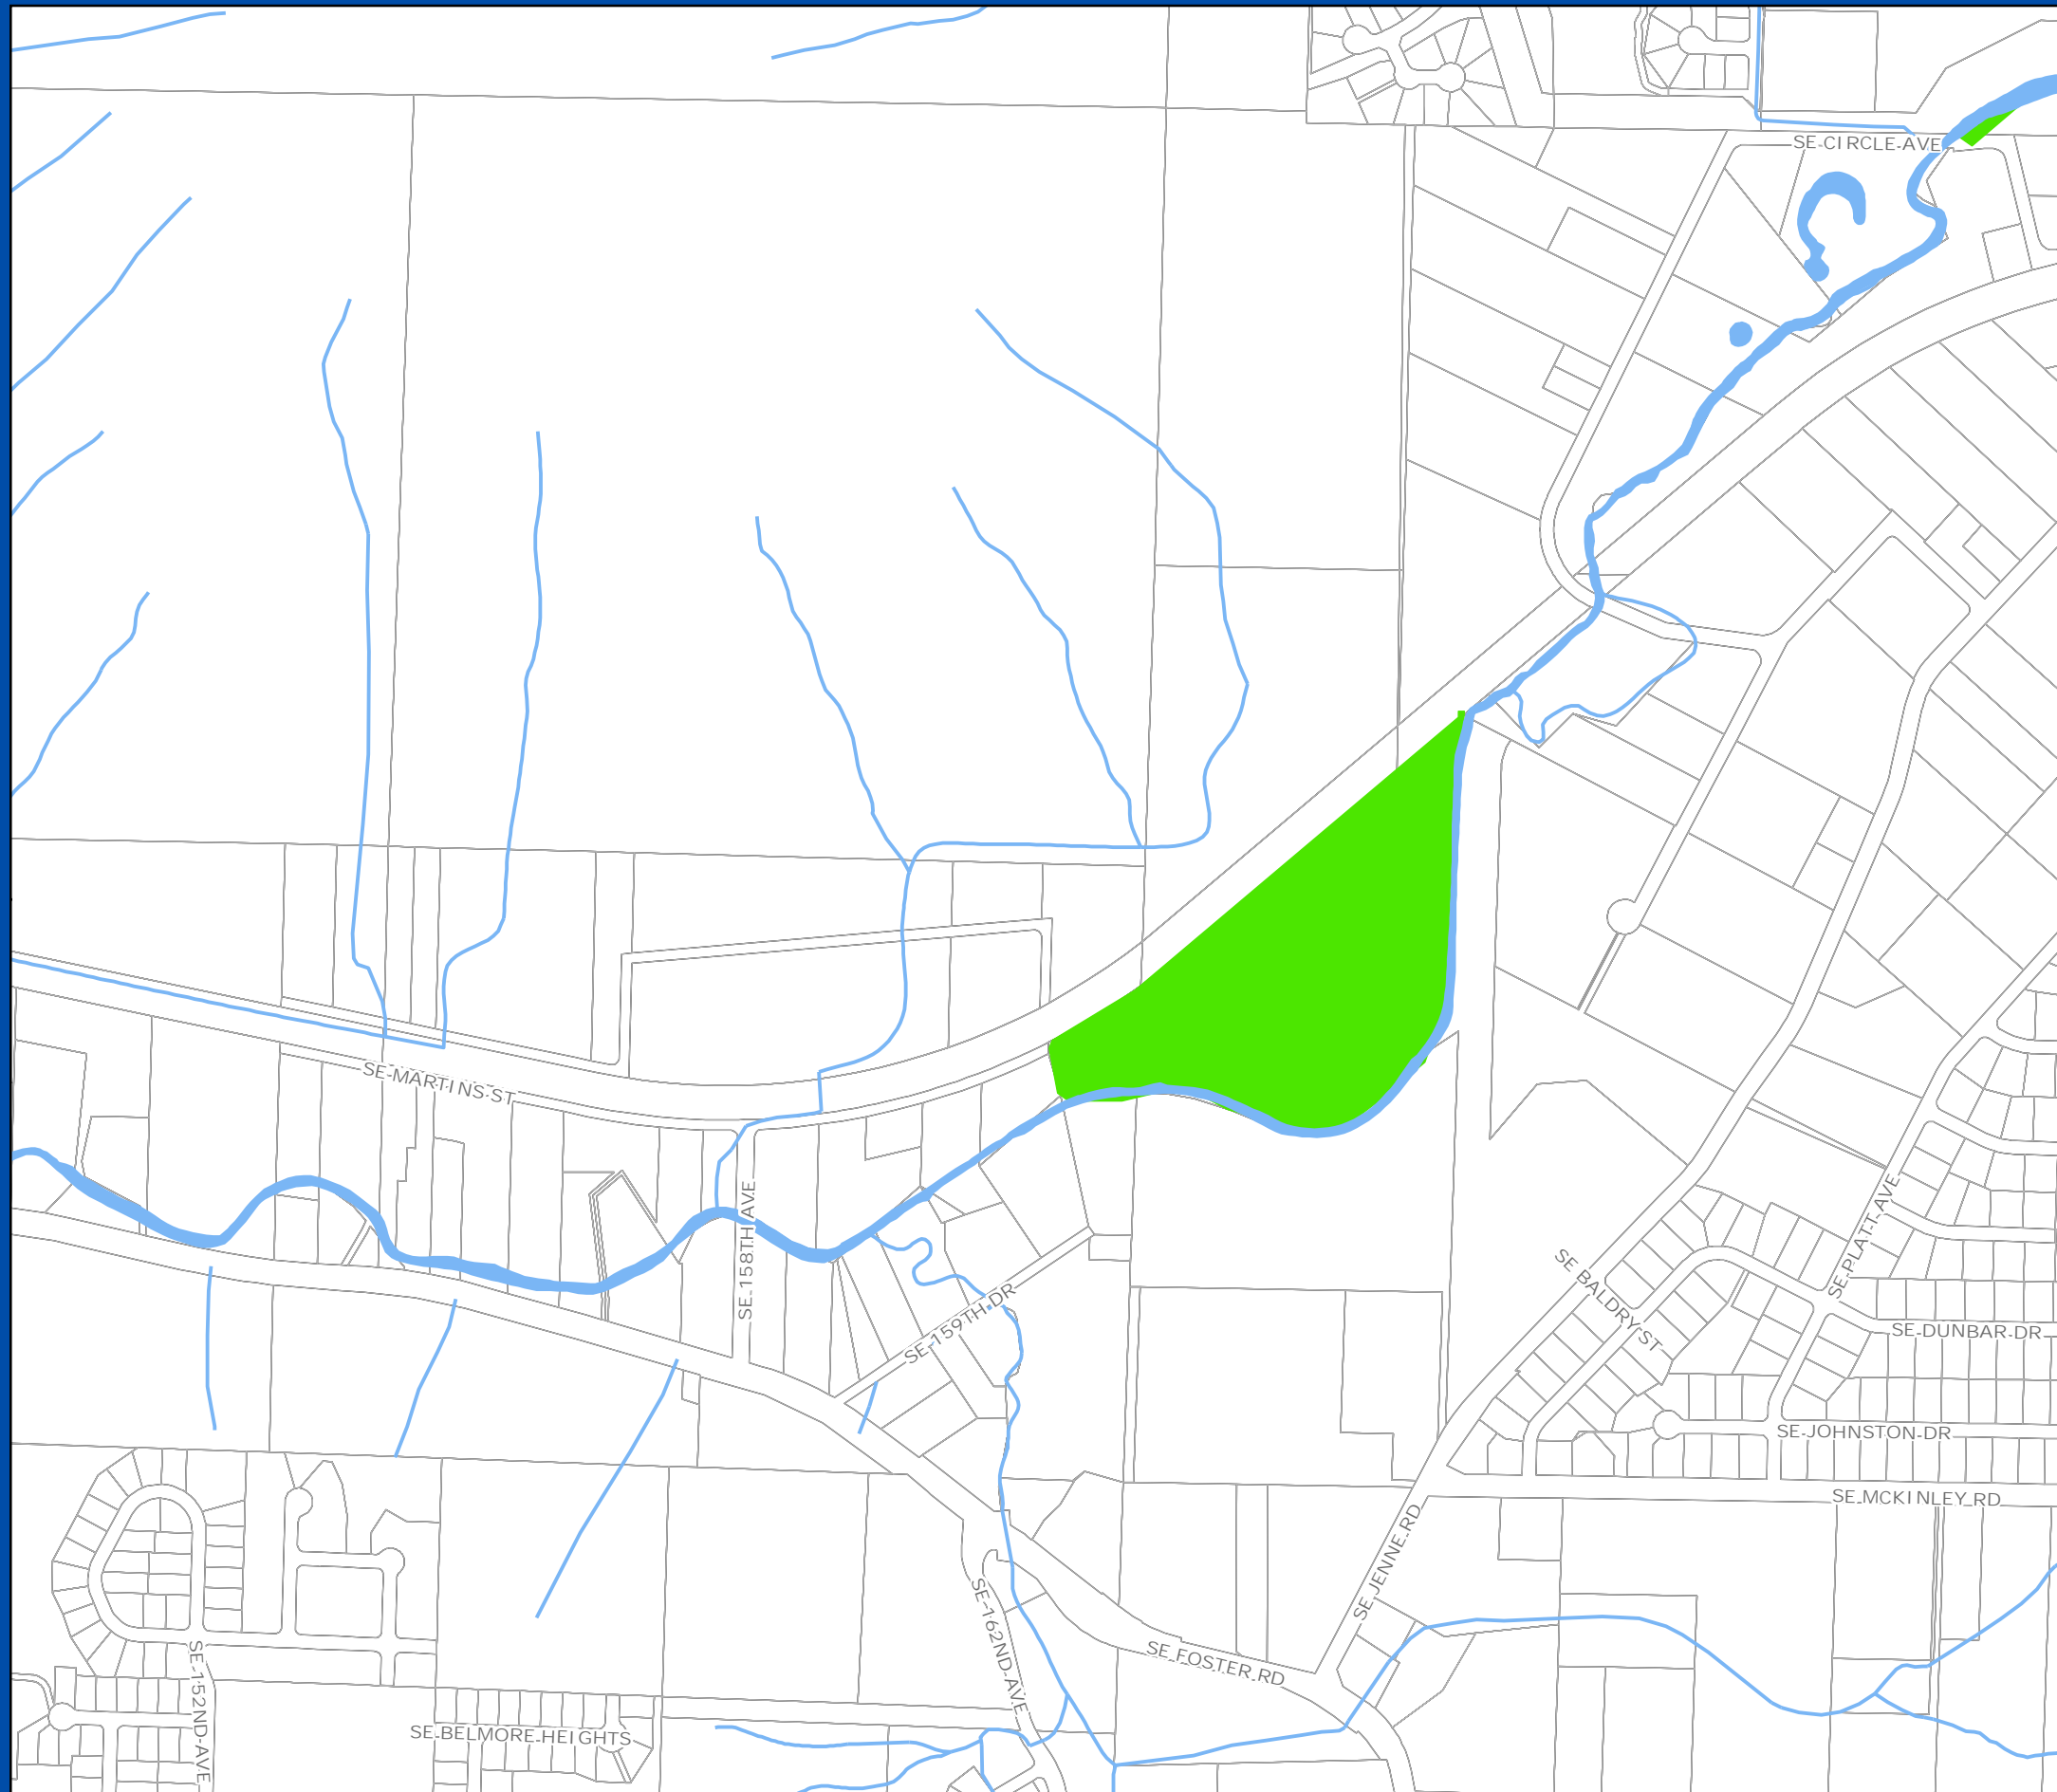 SE CIRCLE AVE
SE MARTINS ST
SE 158TH AVE
SE PLATT AVE
SE BALDRY ST
SE 159TH DR
SE DUNBAR DR
SE JOHNSTON DR
SE MCKINLEY RD
SE JENNE RD
SE 162ND AVE
SE FOSTER RD
SE 152ND AVE
SE BELMORE HEIGHTS